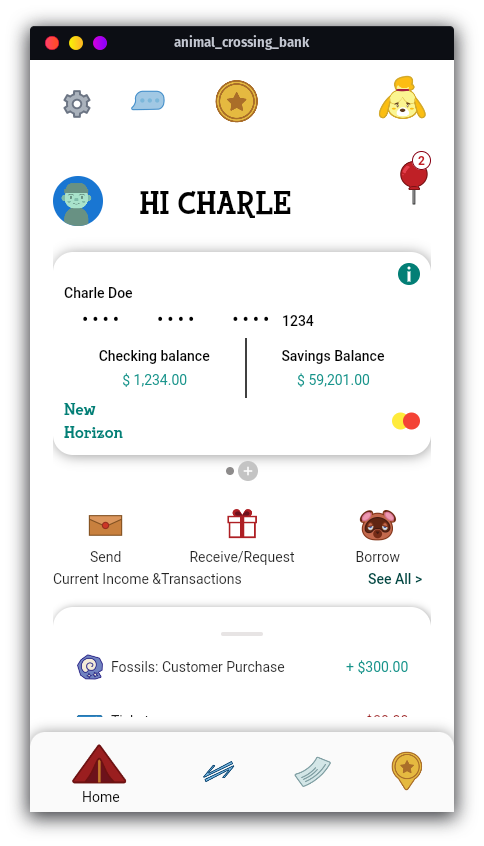 animal_crossing_bank
2
HI CHARLE
Charle Doe
•••• •••• •••• 1234
Checking balance Savings Balance
$ 1,234.00 $ 59,201.00
New
Horizon
Send Receive/Request Borrow
Current Income &Transactions See All >
Fossils: Customer Purchase + $300.00
Home